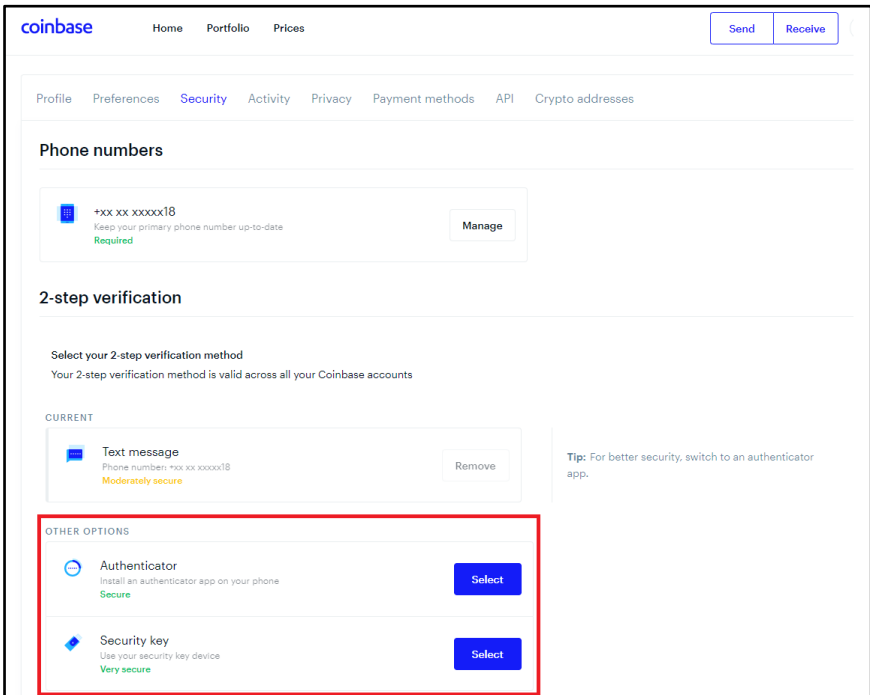 coinbase
Home Portfolio Prices
Send Receive
Profile Preferences Security Activity Privacy Payment methods API Crypto addresses
Phone numbers
+xx xx xxxxx18
Keep your primary phone number up-to-date
Required
Manage
2-step verification
Select your 2-step verification method
Your 2-step verification method is valid across all your Coinbase accounts
CURRENT
Text message
Phone number: +xx xx xxxxx18
Moderately secure
Remove
Tip: For better security, switch to an authenticator
app.
OTHER OPTIONS
Authenticator
Install an authenticator app on your phone
Secure
Select
Security key
Use your security key device
Very secure
Select